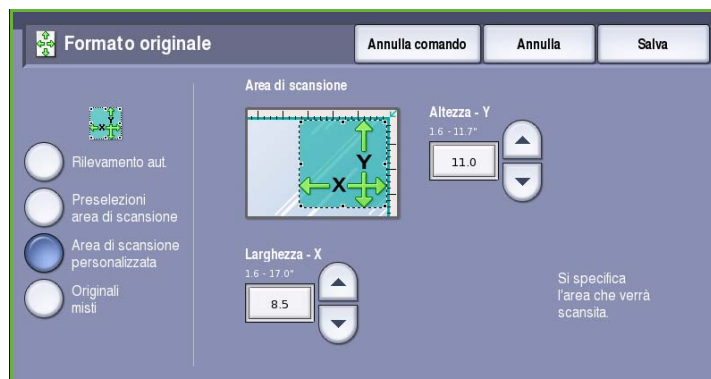 Formato originale
Annulla comando
Annulla
Salva
Rilevamento aut.
Preselezioni
area di scansione
Area di scansione
personalizzata
Originali
misti
Area di scansione
Y
X
Altezza - Y
1.6 - 11.7"
11.0
Larghezza - X
1.6 - 17.0"
8.5
Si specifica
l'area che verrà
scansita.